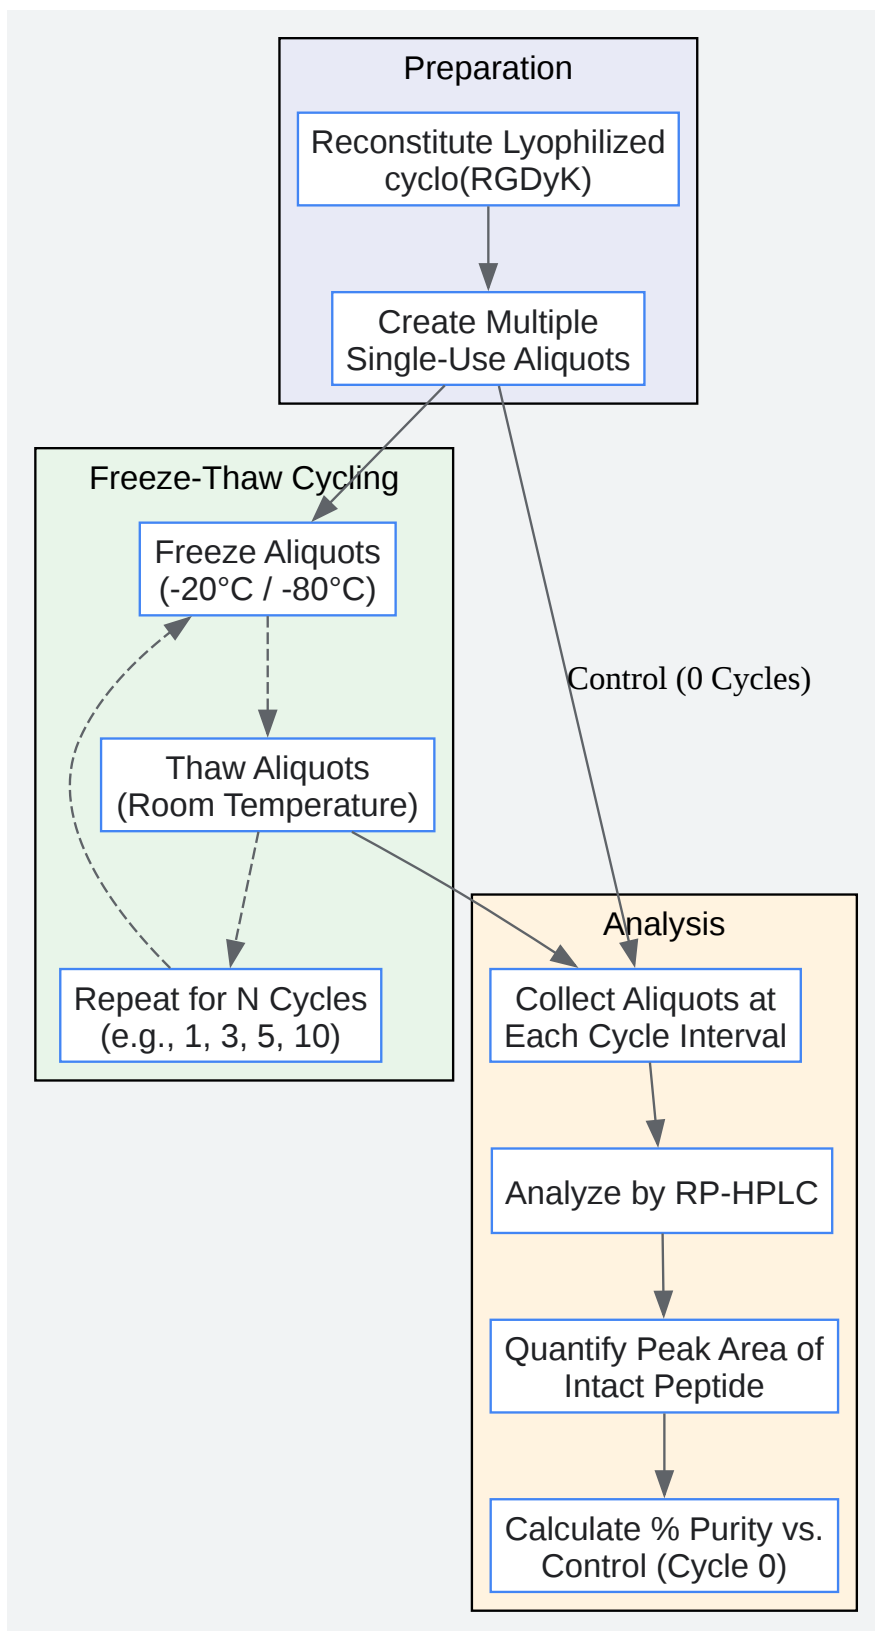 Preparation
Reconstitute Lyophilized
cyclo(RGDyK)
Create Multiple
Single-Use Aliquots
Freeze-Thaw Cycling
Freeze Aliquots
(-20°C / -80°C)
Control (0 Cycles)
Thaw Aliquots
(Room Temperature)
Repeat for N Cycles
(e.g., 1, 3, 5, 10)
Analysis
Collect Aliquots at
Each Cycle Interval
Analyze by RP-HPLC
Quantify Peak Area of
Intact Peptide
Calculate % Purity vs.
Control (Cycle 0)